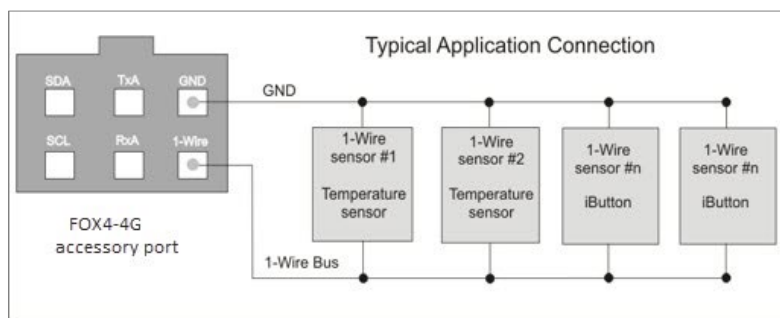 Typical Application Connection
SDA TxA GND
SCL RxA 1-Wire
FOX4-4G
accessory port
GND
1-Wire
sensor #1
Temperature
sensor
1-Wire
sensor #2
Temperature
sensor
1-Wire
sensor #n
iButton
1-Wire
sensor #n
iButton
1-Wire Bus